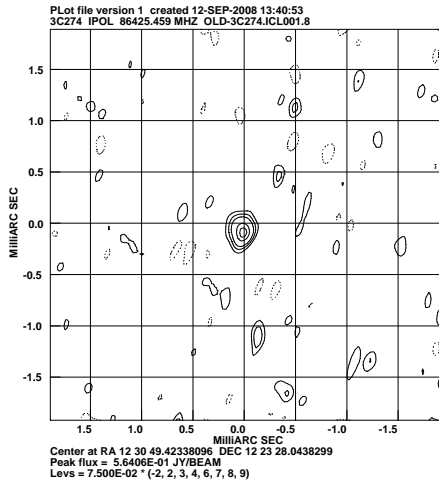 PLot file version 1 created 12-SEP-2008 13:40:53
3C274 IPOL 86425.459 MHZ OLD-3C274.ICL001.8
MilliARC SEC
1.5
1.0
0.5
0.0
-0.5
-1.0
-1.5
1.5 1.0 0.5 0.0 -0.5 -1.0 -1.5
MilliARC SEC
Center at RA 12 30 49.42338096 DEC 12 23 28.0438299
Peak flux = 5.6406E-01 JY/BEAM
Levs = 7.500E-02 * (-2, 2, 3, 4, 6, 7, 8, 9)